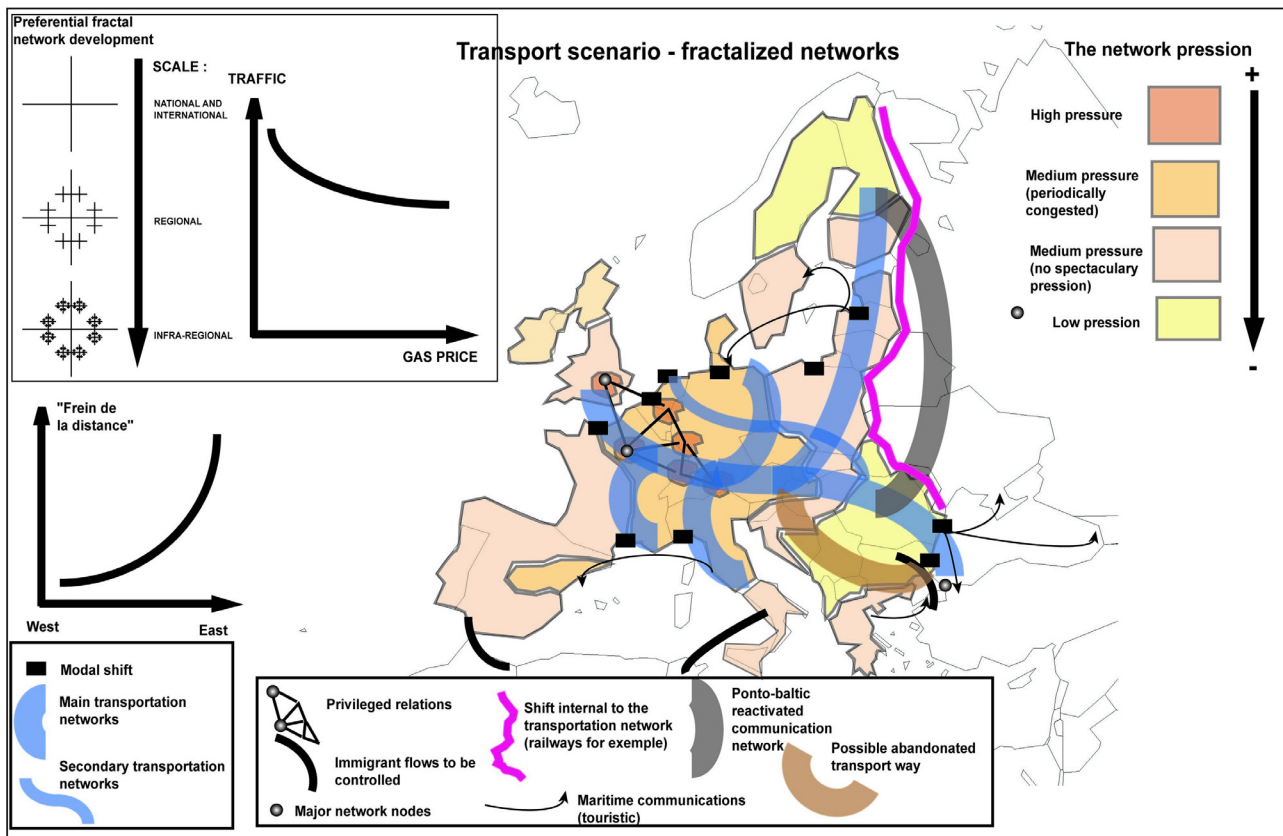 Preferential fractal
network development
SCALE :
NATIONAL AND
INTERNATIONAL
REGIONAL
INFRA-REGIONAL
TRAFFIC
GAS PRICE
Transport scenario - fractalized networks
The network pression
+
High pressure
Medium pressure
(periodically
congested)
Medium pressure
(no spectaculary
pression)
Low pression
-
"Frein de
la distance"
West
East
Modal shift
Main transportation
networks
Secondary transportation
networks
Privileged relations
Immigrant flows to be
controlled
Major network nodes
Shift internal to the
transportation network
(railways for exemple)
Maritime communications
(touristic)
Ponto-baltic
reactivated
communication
network
Possible abandonated
transport way